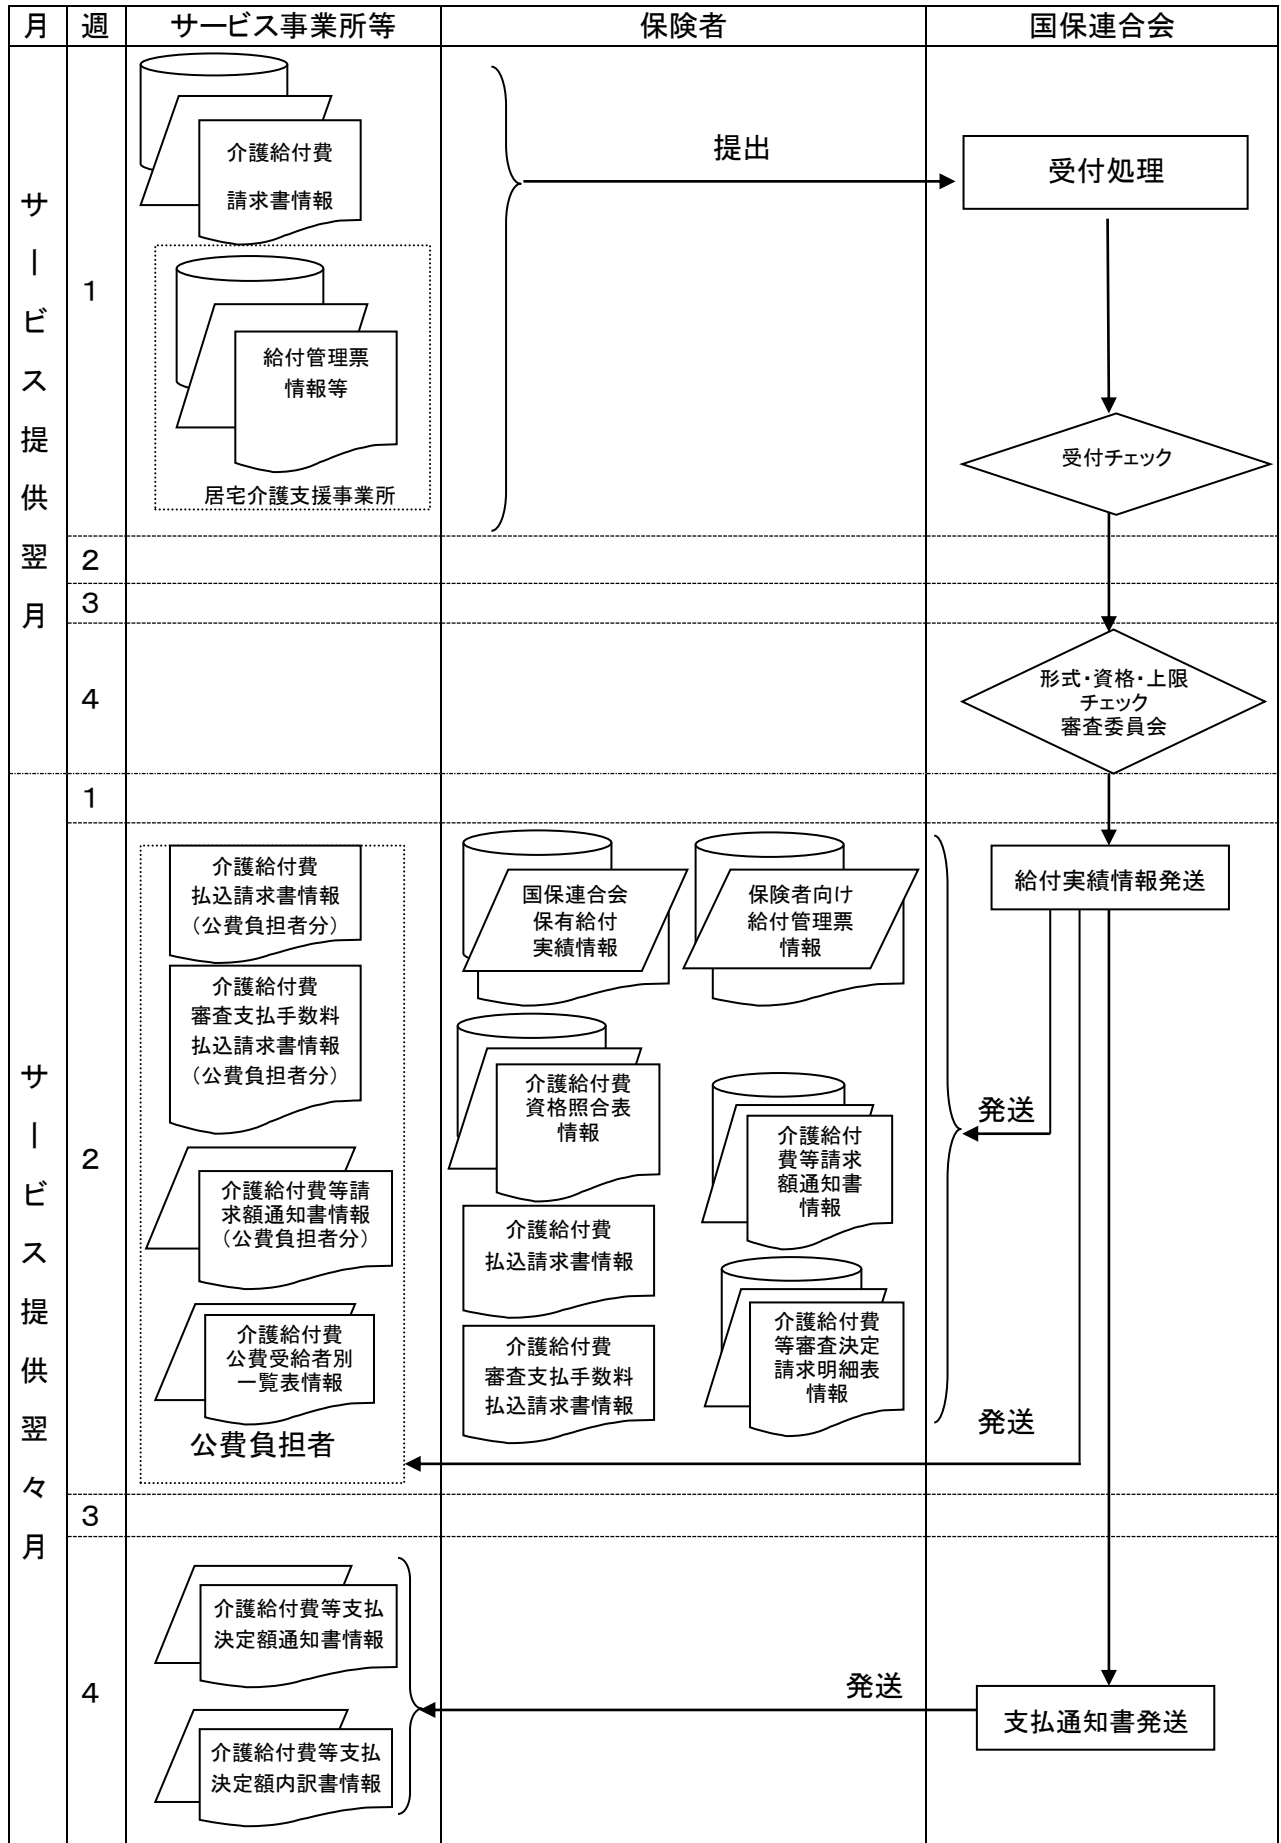 月 週 サービス事業所等 保険者 国保連合会
サービス提供翌月
1
介護給付費
請求書情報
給付管理票
情報等
居宅介護支援事業所
提出
受付処理
受付チェック
2
3
4
形式・資格・上限
チェック
審査委員会
サービス提供翌々月
1
2
介護給付費
払込請求書情報
（公費負担者分）
介護給付費
審査支払手数料
払込請求書情報
（公費負担者分）
介護給付費等請
求額通知書情報
（公費負担者分）
介護給付費
公費受給者別
一覧表情報
公費負担者
国保連合会
保有給付
実績情報
保険者向け
給付管理票
情報
介護給付費
資格照合表
情報
介護給付
費等請求
額通知書
情報
介護給付費
払込請求書情報
介護給付費
審査支払手数料
払込請求書情報
介護給付費
等審査決定
請求明細表
情報
給付実績情報発送
発送
発送
3
4
介護給付費等支払
決定額通知書情報
介護給付費等支払
決定額内訳書情報
発送
支払通知書発送